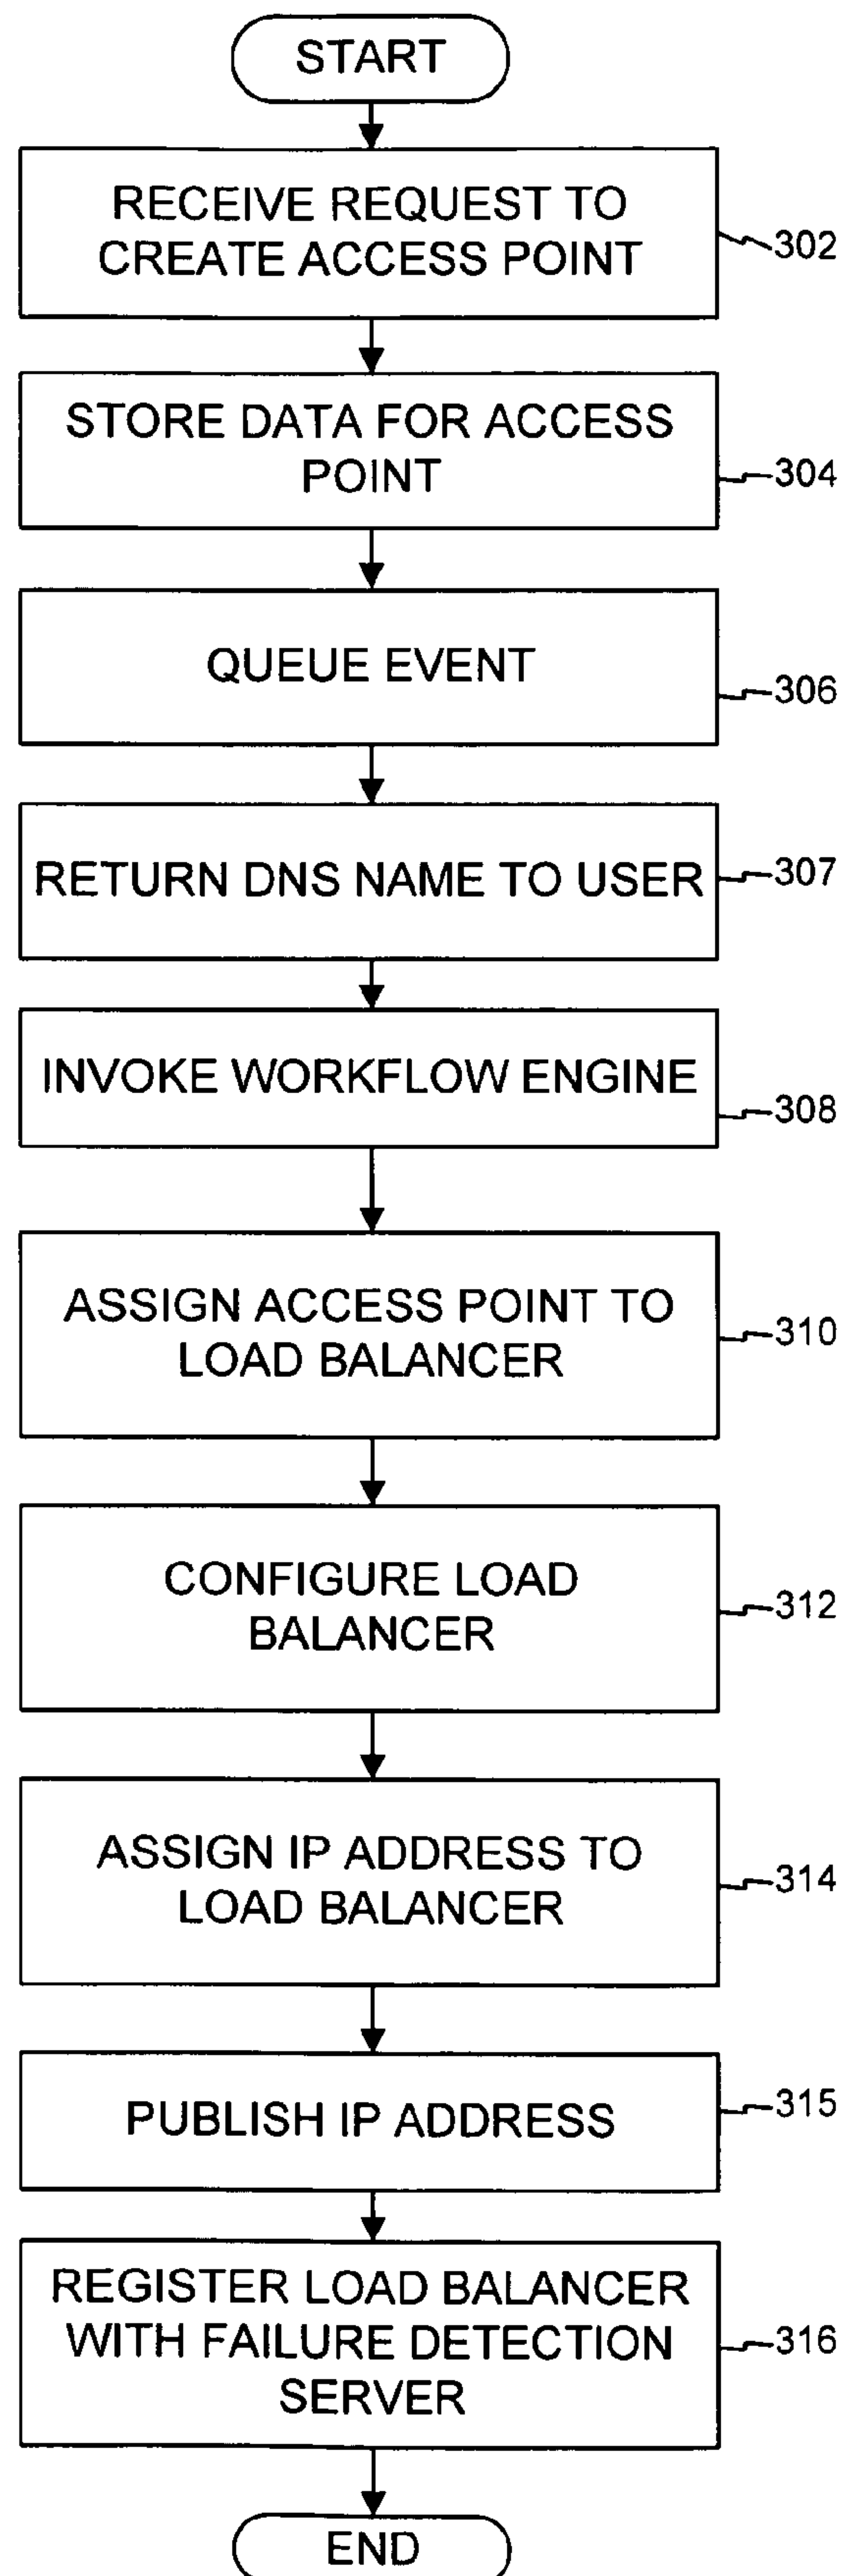 START
RECEIVE REQUEST TO
CREATE ACCESS POINT
302
STORE DATA FOR ACCESS
POINT
304
QUEUE EVENT
306
RETURN DNS NAME TO USER
307
INVOKE WORKFLOW ENGINE
308
ASSIGN ACCESS POINT TO
LOAD BALANCER
310
CONFIGURE LOAD
BALANCER
312
ASSIGN IP ADDRESS TO
LOAD BALANCER
314
PUBLISH IP ADDRESS
315
REGISTER LOAD BALANCER
WITH FAILURE DETECTION
SERVER
316
END